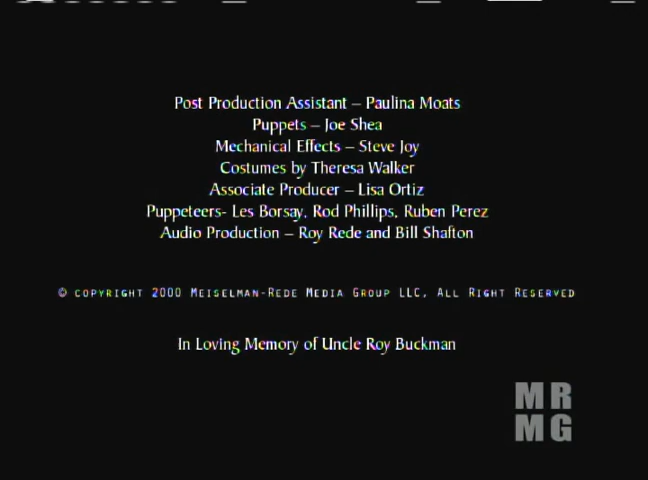 Post Production Assistant – Paulina Moats
Puppets – Joe Shea
Mechanical Effects – Steve Joy
Costumes by Theresa Walker
Associate Producer – Lisa Ortiz
Puppeteers- Les Borsay, Rod Phillips, Ruben Perez
Audio Production – Roy Rede and Bill Shafton
© COPYRIGHT 2000 MEISELMAN-REDE MEDIA GROUP LLC, ALL RIGHT RESERVED
In Loving Memory of Uncle Roy Buckman
MR
MG